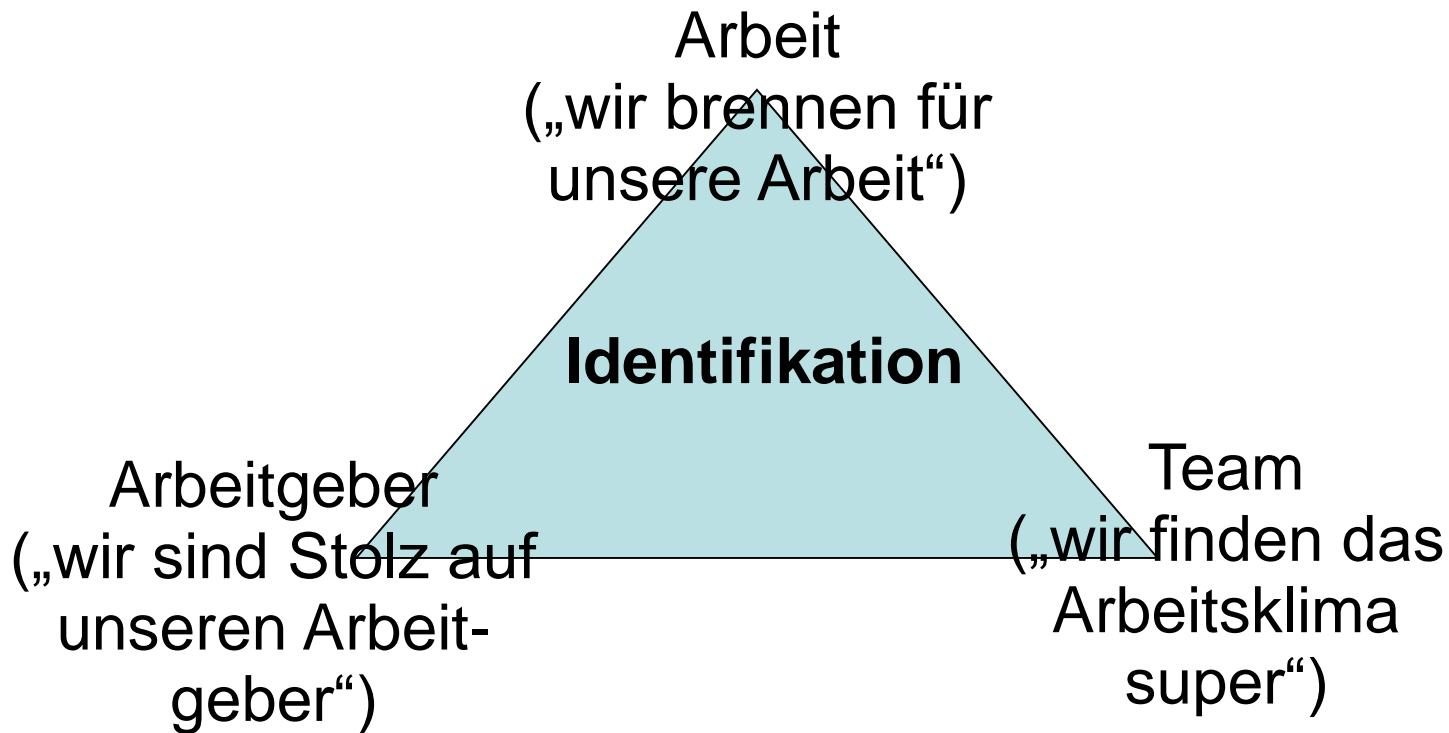 Arbeit
(„wir brennen für
unsere Arbeit“)
Identifikation
Arbeitgeber
(„wir sind Stolz auf
unseren Arbeit-
geber“)
Team
(„wir finden das
Arbeitsklima
super“)